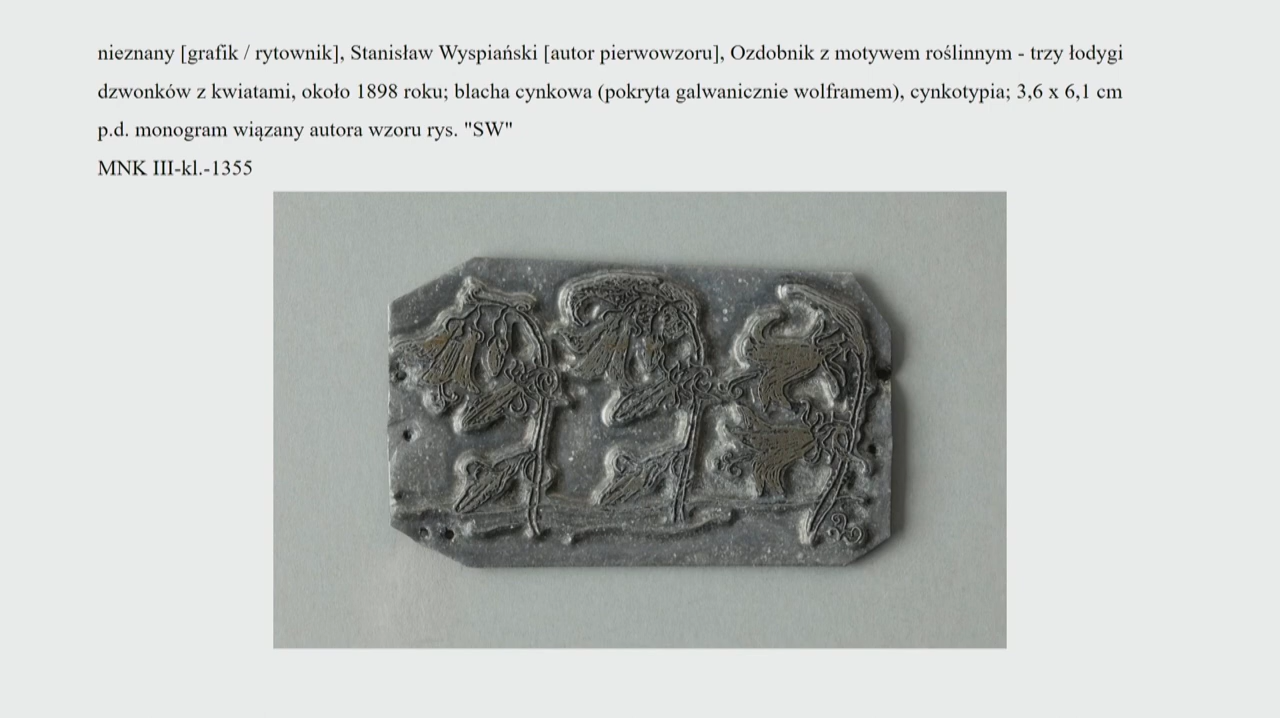 nieznany [grafik / rytownik], Stanisław Wyspiański [autor pierwowzoru], Ozdobnik z motywem roślinnym - trzy łodygi
dzwonków z kwiatami, około 1898 roku; blacha cynkowa (pokryta galwanicznie wolframem), cynkotypia; 3,6 x 6,1 cm
p.d. monogram wiązany autora wzoru rys. "SW"
MNK III-kl.-1355